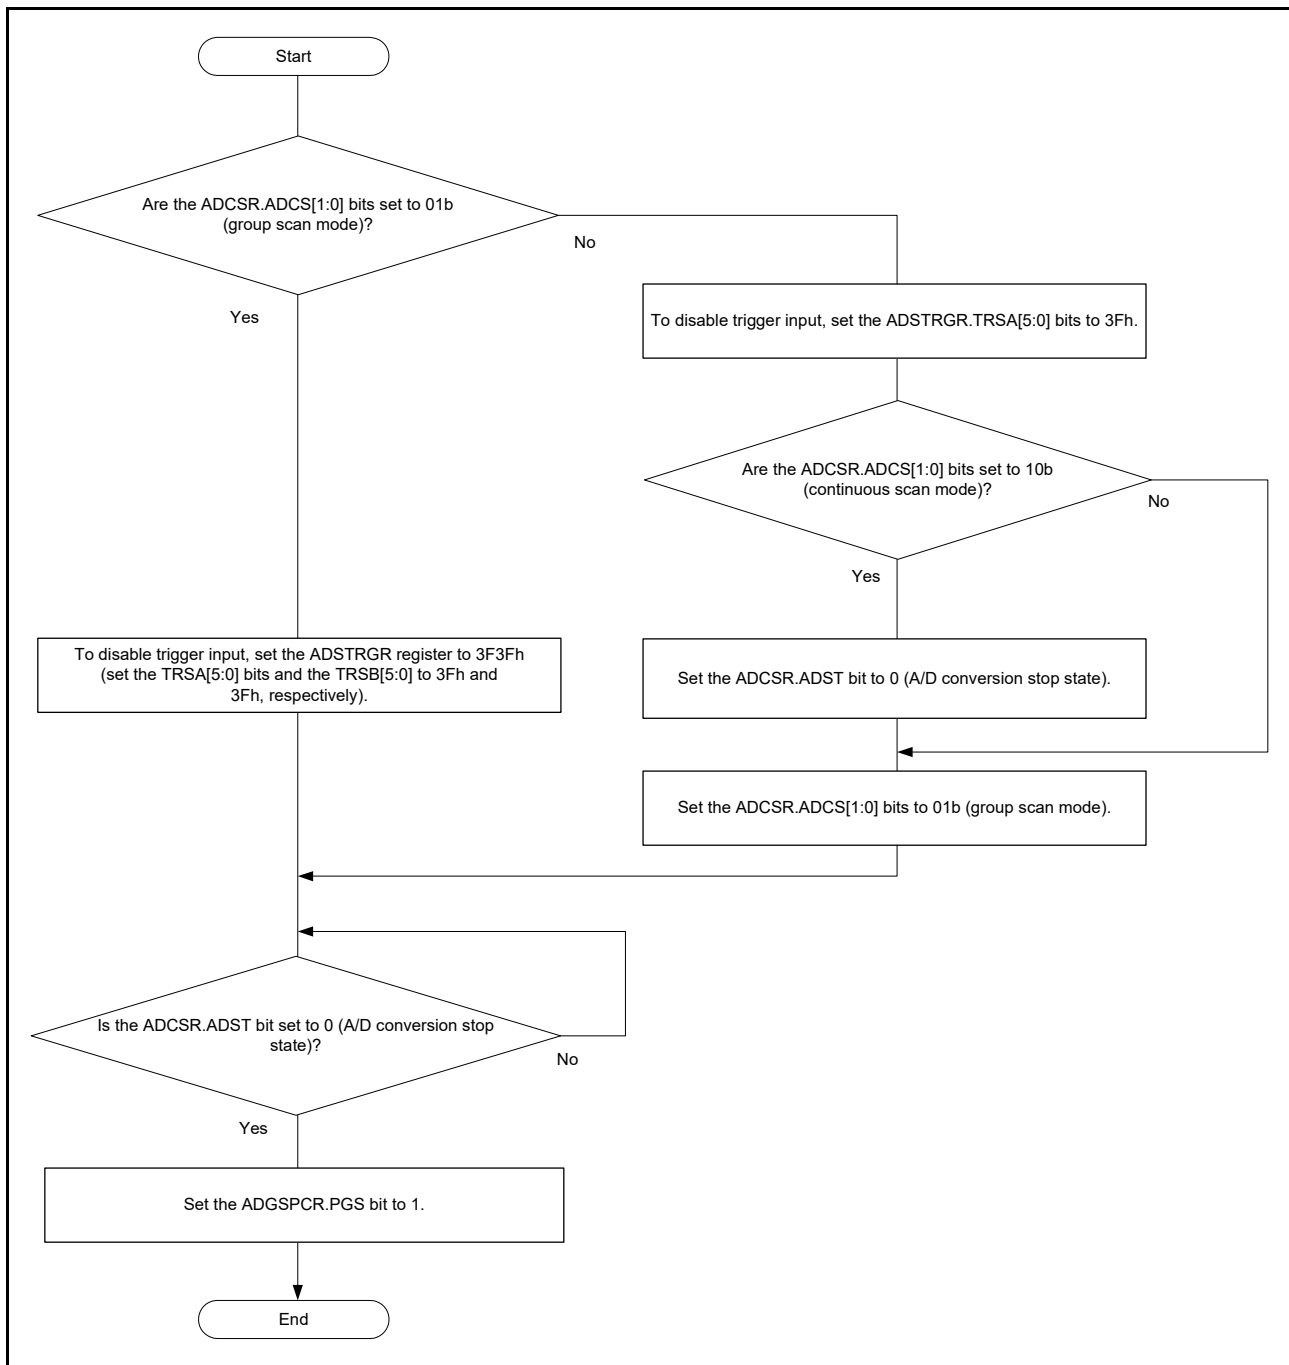 Start
Are the ADCSR.ADCS[1:0] bits set to 01b
(group scan mode)?
No
Yes
To disable trigger input, set the ADSTRGR.TRSA[5:0] bits to 3Fh.
Are the ADCSR.ADCS[1:0] bits set to 10b
(continuous scan mode)?
No
Yes
To disable trigger input, set the ADSTRGR register to 3F3Fh
(set the TRSA[5:0] bits and the TRSB[5:0] to 3Fh and
3Fh, respectively).
Set the ADCSR.ADST bit to 0 (A/D conversion stop state).
Set the ADCSR.ADCS[1:0] bits to 01b (group scan mode).
Is the ADCSR.ADST bit set to 0 (A/D conversion stop
state)?
No
Yes
Set the ADGSPCR.PGS bit to 1.
End